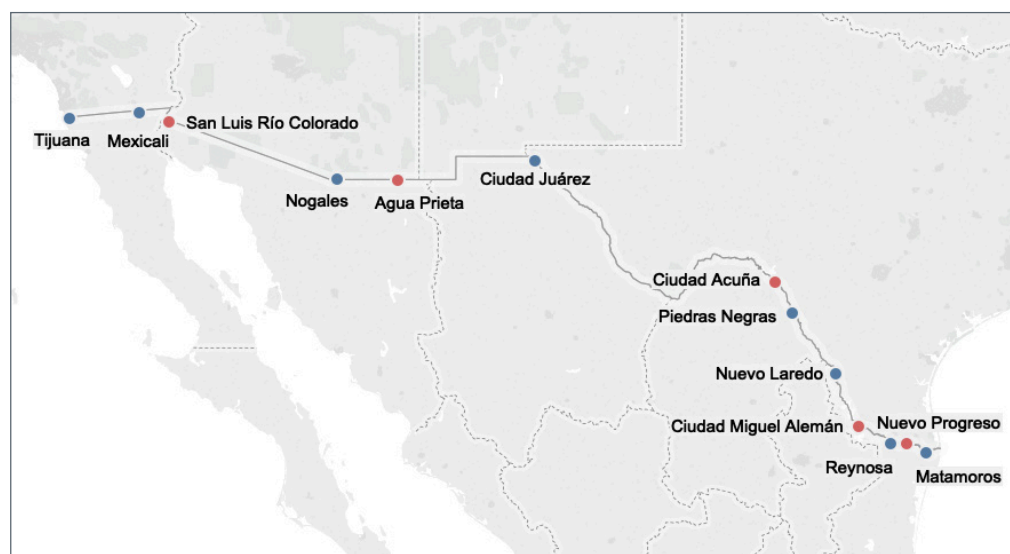 Tijuana
Mexicali
San Luis Río Colorado
Nogales
Agua Prieta
Ciudad Juárez
Ciudad Acuña
Piedras Negras
Nuevo Laredo
Ciudad Miguel Alemán
Nuevo Progreso
Reynosa
Matamoros